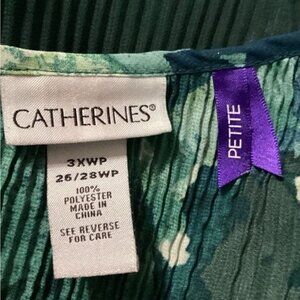 CATHERINES®
3XWP
26/28WP
100%
POLYESTER
MADE IN
CHINA
SEE REVERSE
FOR CARE
PETITE